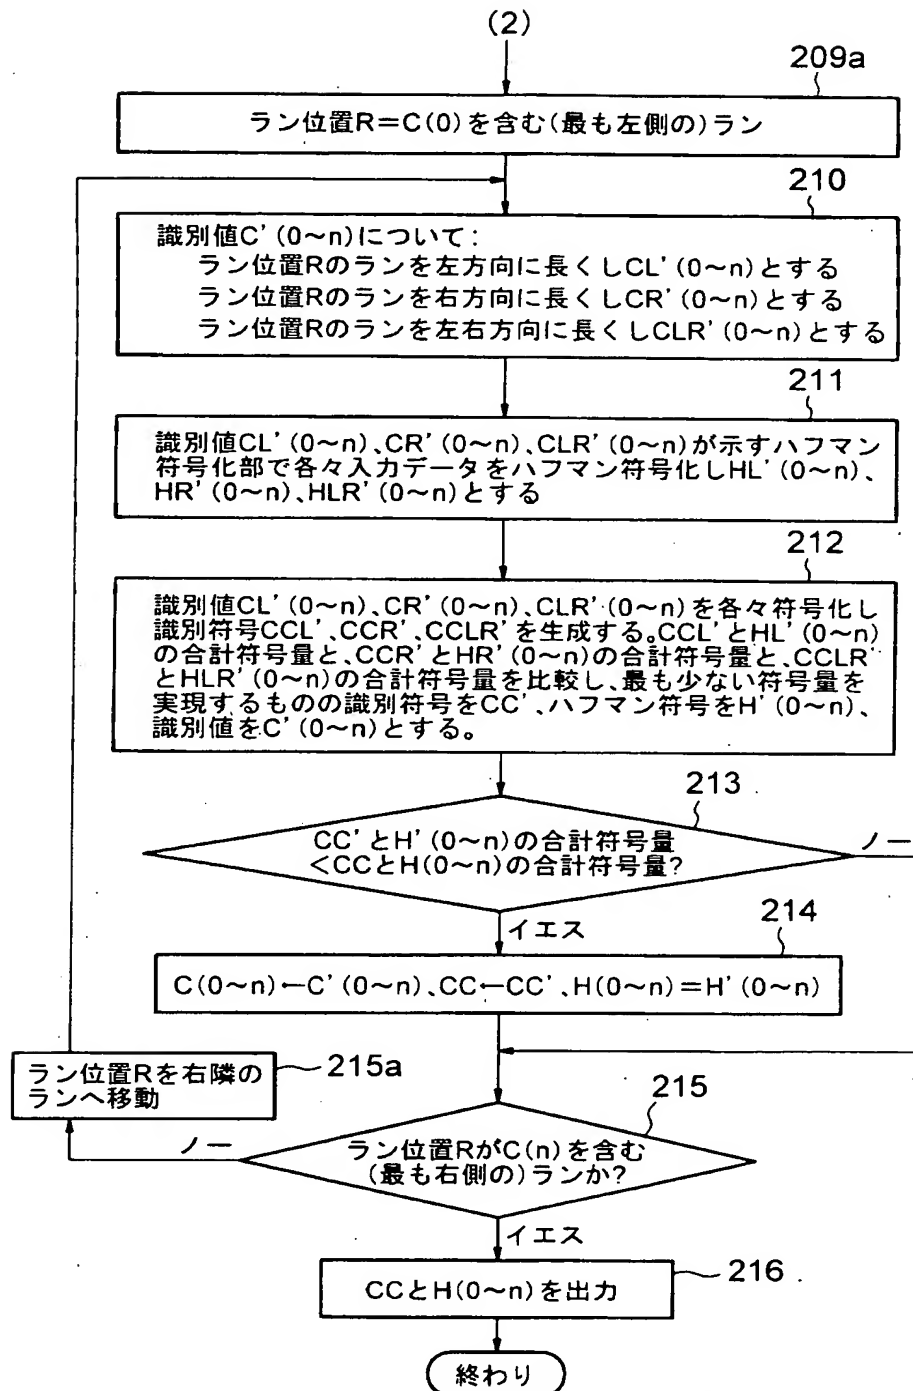 (2)
209a
ラン位置R=C(0)を含む(最も左側の)ラン
210
識別値C'(0~n)について:
ラン位置Rのランを左方向に長くしCL'(0~n)とする
ラン位置Rのランを右方向に長くしCR'(0~n)とする
ラン位置Rのランを左右方向に長くしCLR'(0~n)とする
211
識別値CL'(0~n)、CR'(0~n)、CLR'(0~n)が示すハフマン
符号化部で各々入力データをハフマン符号化しHL'(0~n)、
HR'(0~n)、HLR'(0~n)とする
212
識別値CL'(0~n)、CR'(0~n)、CLR'(0~n)を各々符号化し
識別符号CCL'、CCR'、CCLR'を生成する。CCL'とHL'(0~n)
の合計符号量と、CCR'とHR'(0~n)の合計符号量と、CCLR'
とHLR'(0~n)の合計符号量を比較し、最も少ない符号量を
実現するものの識別符号をCC'、ハフマン符号をH'(0~n)、
識別値をC'(0~n)とする。
213
CC'とH'(0~n)の合計符号量
<CCとH(0~n)の合計符号量?
ノー
イエス
214
C(0~n)←C'(0~n)、CC←CC'、H(0~n)=H'(0~n)
ラン位置Rを右隣の
ランへ移動
215a
215
ノー
ラン位置RがC(n)を含む
(最も右側の)ランか?
イエス
CCとH(0~n)を出力
216
終わり